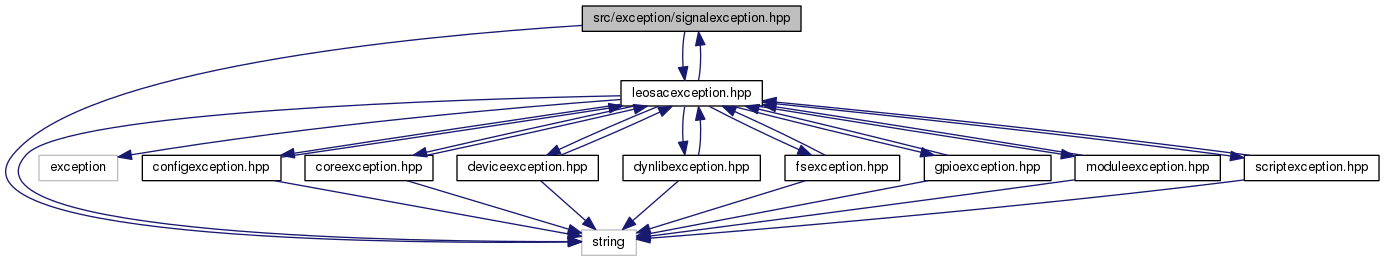 src/exception/signalexception.hpp
leosacexception.hpp
exception
configexception.hpp
coreexception.hpp
deviceexception.hpp
dynlibexception.hpp
fsexception.hpp
gpioexception.hpp
moduleexception.hpp
scriptexception.hpp
string